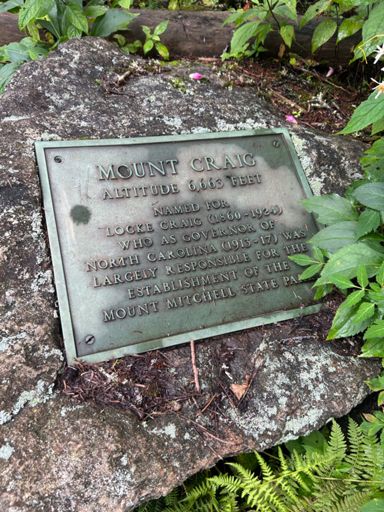 MOUNT CRAIG
ALTITUDE 6,663 FEET
NAMED FOR
LOCKE CRAIG (1860-1924)
WHO AS GOVERNOR OF
NORTH CAROLINA (1913-17) WAS
LARGELY RESPONSIBLE FOR THE
ESTABLISHMENT OF THE
MOUNT MITCHELL STATE PARK